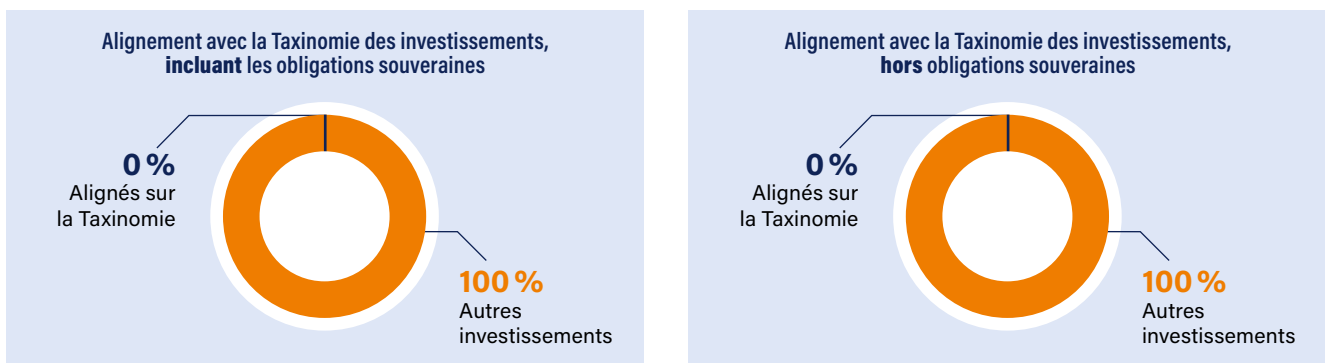 Alignement avec la Taxinomie des investissements,
incluant les obligations souveraines
0 %
Alignés sur
la Taxinomie
100 %
Autres
investissements
Alignement avec la Taxinomie des investissements,
hors obligations souveraines
0 %
Alignés sur
la Taxinomie
100 %
Autres
investissements